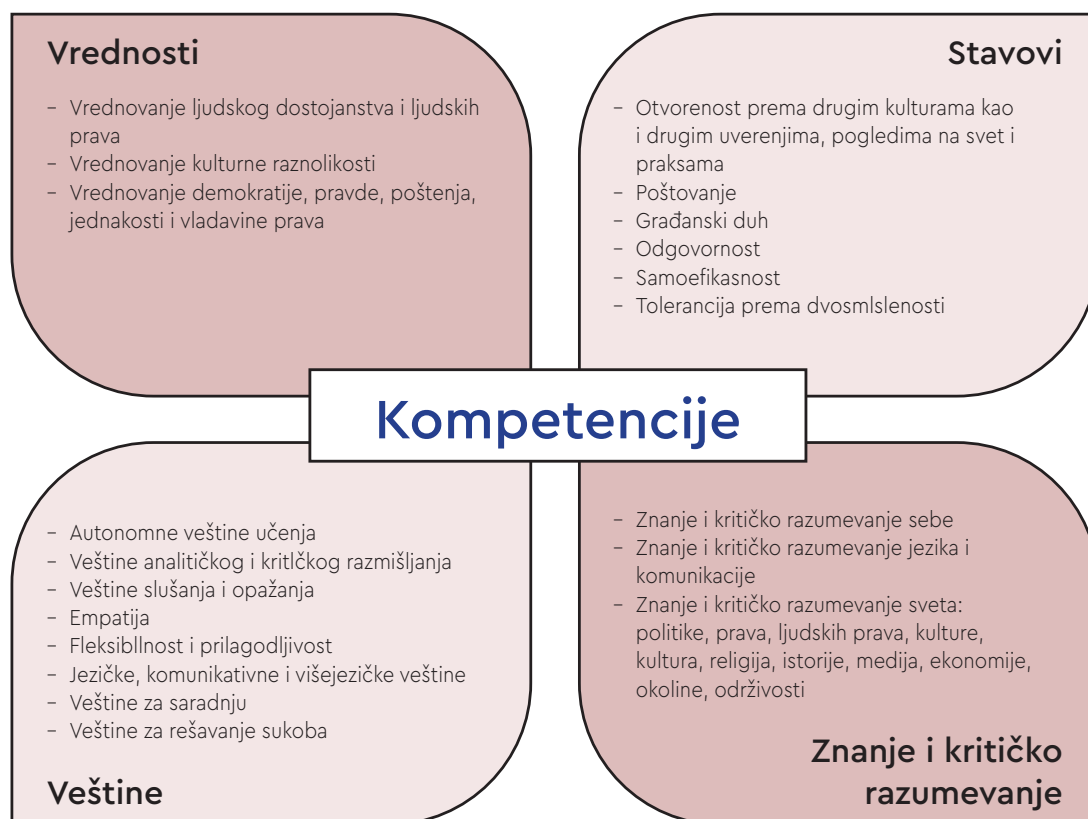 Vrednosti
- Vrednovanje ljudskog dostojanstva i ljudskih
prava
- Vrednovanje kulturne raznolikosti
- Vrednovanje demokratije, pravde, poštenja,
jednakosti i vladavine prava
Stavovi
- Otvorenost prema drugim kulturama kao
i drugim uverenjima, pogledima na svet i
praksama
- Poštovanje
- Građanski duh
- Odgovornost
- Samoefikasnost
- Tolerancija prema dvosmlslenosti
Kompetencije
- Autonomne veštine učenja
- Veštine analitičkog i kritlčkog razmišljanja
- Veštine slušanja i opažanja
- Empatija
- Fleksibllnost i prilagodljivost
- Jezičke, komunikativne i višejezičke veštine
- Veštine za saradnju
- Veštine za rešavanje sukoba
Veštine
- Znanje i kritičko razumevanje sebe
- Znanje i kritičko razumevanje jezika i
komunikacije
- Znanje i kritičko razumevanje sveta:
politike, prava, ljudskih prava, kulture,
kultura, religija, istorije, medija, ekonomije,
okoline, održivosti
Znanje i kritičko
razumevanje